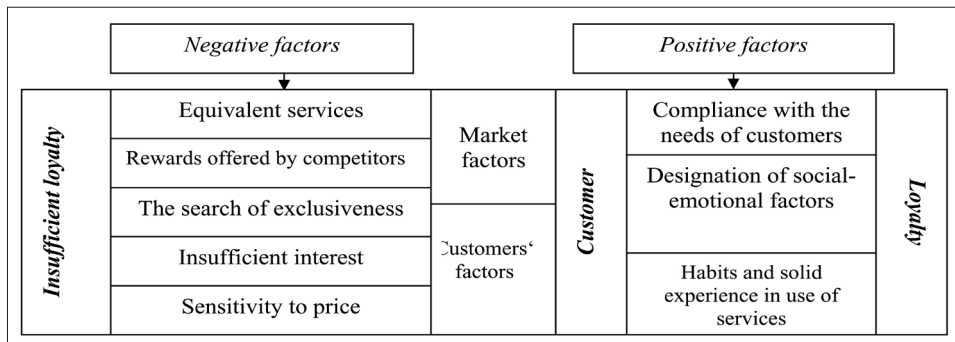 Negative factors
Positive factors
Insufficient loyalty
Equivalent services
Rewards offered by competitors
The search of exclusiveness
Insufficient interest
Sensitivity to price
Market
factors
Customers‘
factors
Customer
Compliance with the
needs of customers
Designation of social-
emotional factors
Habits and solid
experience in use of
services
Loyalty